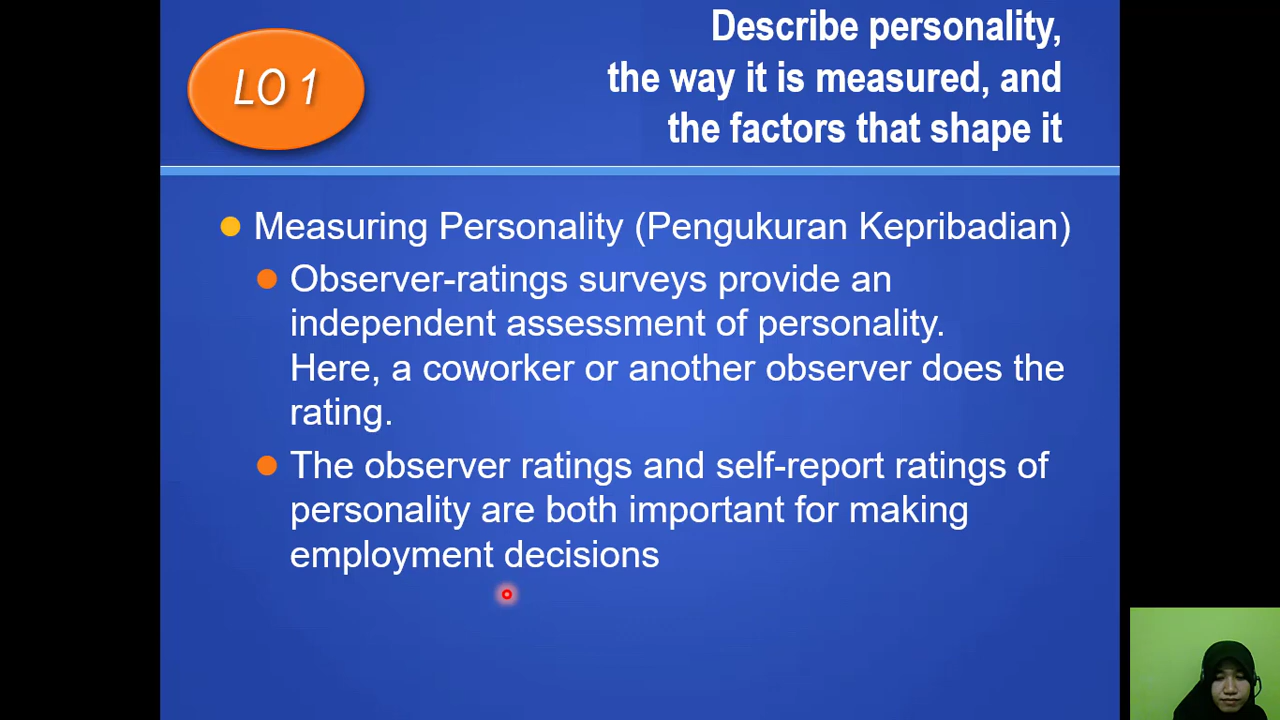 LO 1
Describe personality,
the way it is measured, and
the factors that shape it
Measuring Personality (Pengukuran Kepribadian)
Observer-ratings surveys provide an
independent assessment of personality.
Here, a coworker or another observer does the
rating.
The observer ratings and self-report ratings of
personality are both important for making
employment decisions